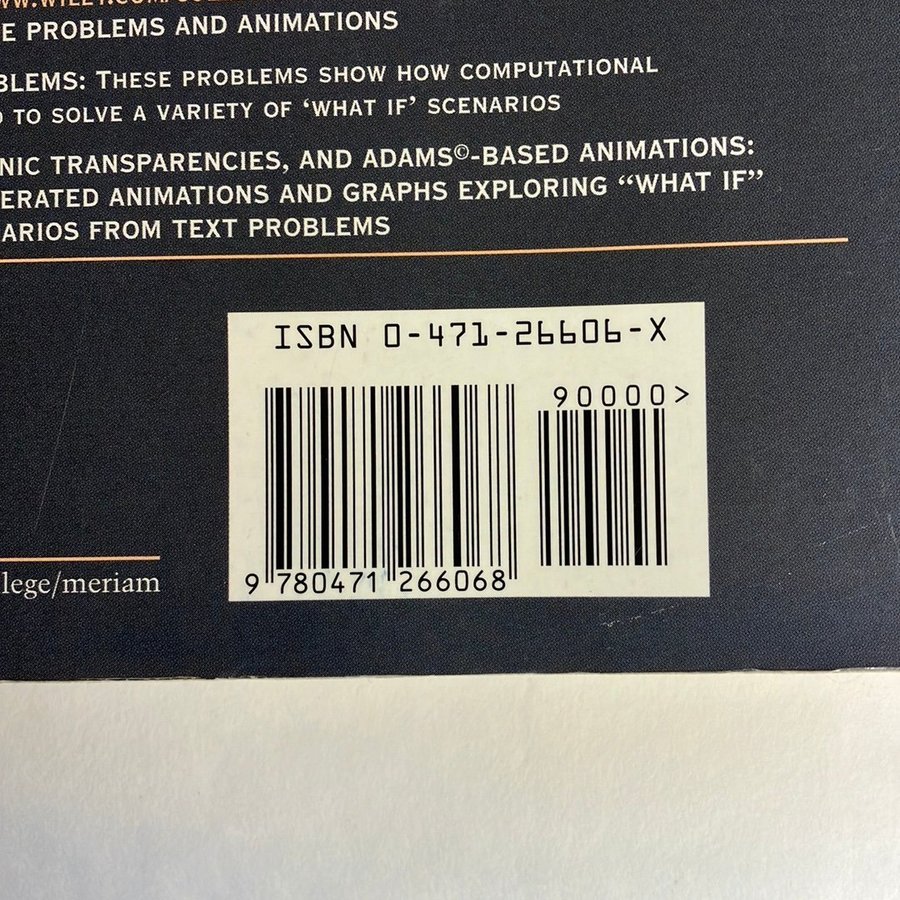 E PROBLEMS AND ANIMATIONS
BLEMS: THESE PROBLEMS SHOW HOW COMPUTATIONAL
TO SOLVE A VARIETY OF ‘WHAT IF’ SCENARIOS
NIC TRANSPARENCIES, AND ADAMS©-BASED ANIMATIONS:
ERATED ANIMATIONS AND GRAPHS EXPLORING “WHAT IF”
ARIOS FROM TEXT PROBLEMS
ISBN 0-471-26606-X
90000>
9 780471 266068
lege/meriam